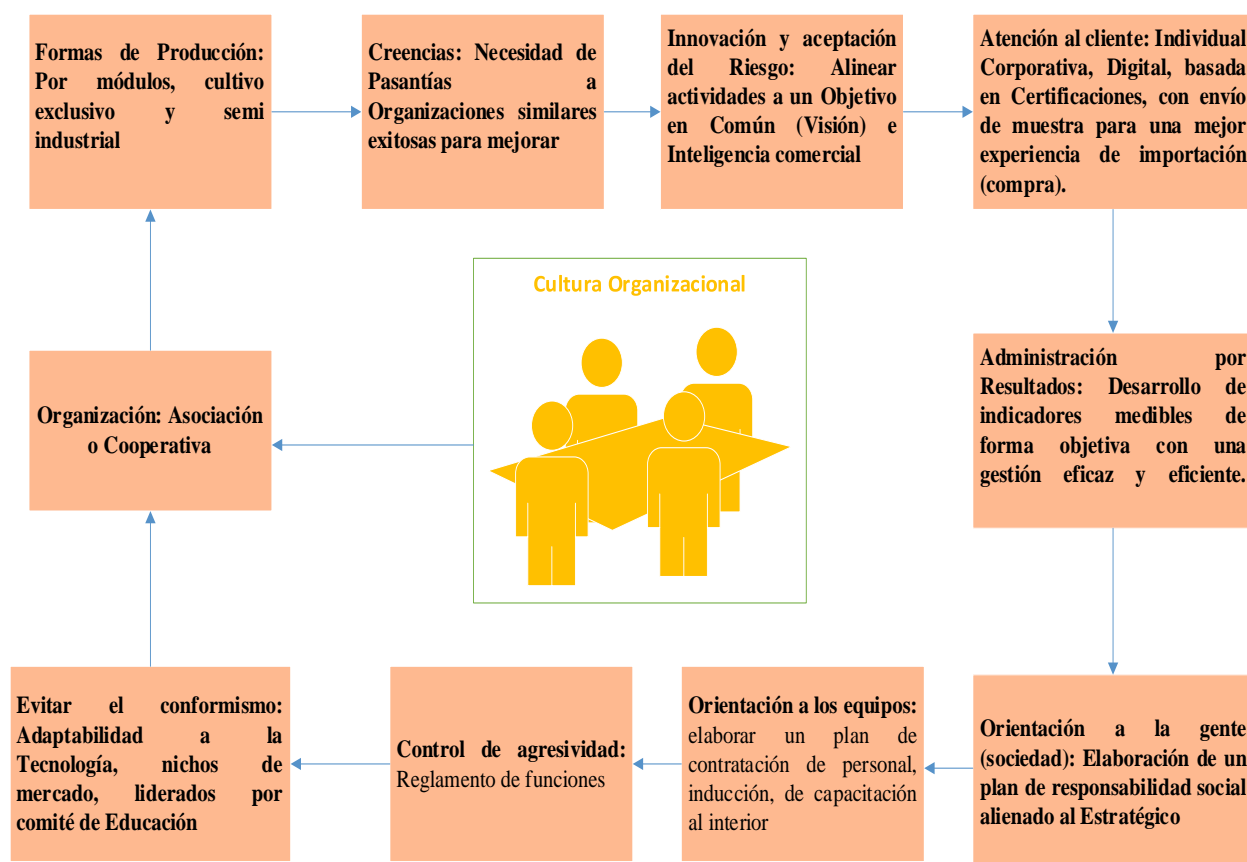 Formas de Producción:
Por módulos, cultivo
exclusivo y semi
industrial
Creencias: Necesidad de
Pasantías a
Organizaciones similares
exitosas para mejorar
Innovación y aceptación
del Riesgo: Alinear
actividades a un Objetivo
en Común (Visión) e
Inteligencia comercial
Atención al cliente: Individual
Corporativa, Digital, basada
en Certificaciones, con envío
de muestra para una mejor
experiencia de importación
(compra).
Cultura Organizacional
Organización: Asociación
o Cooperativa
Administración por
Resultados: Desarrollo de
indicadores medibles de
forma objetiva con una
gestión eficaz y eficiente.
Evitar el conformismo:
Adaptabilidad a la
Tecnología, nichos de
mercado, liderados por
comité de Educación
Control de agresividad:
Reglamento de funciones
Orientación a los equipos:
elaborar un plan de
contratación de personal,
inducción, de capacitación
al interior
Orientación a la gente
(sociedad): Elaboración de un
plan de responsabilidad social
alienado al Estratégico